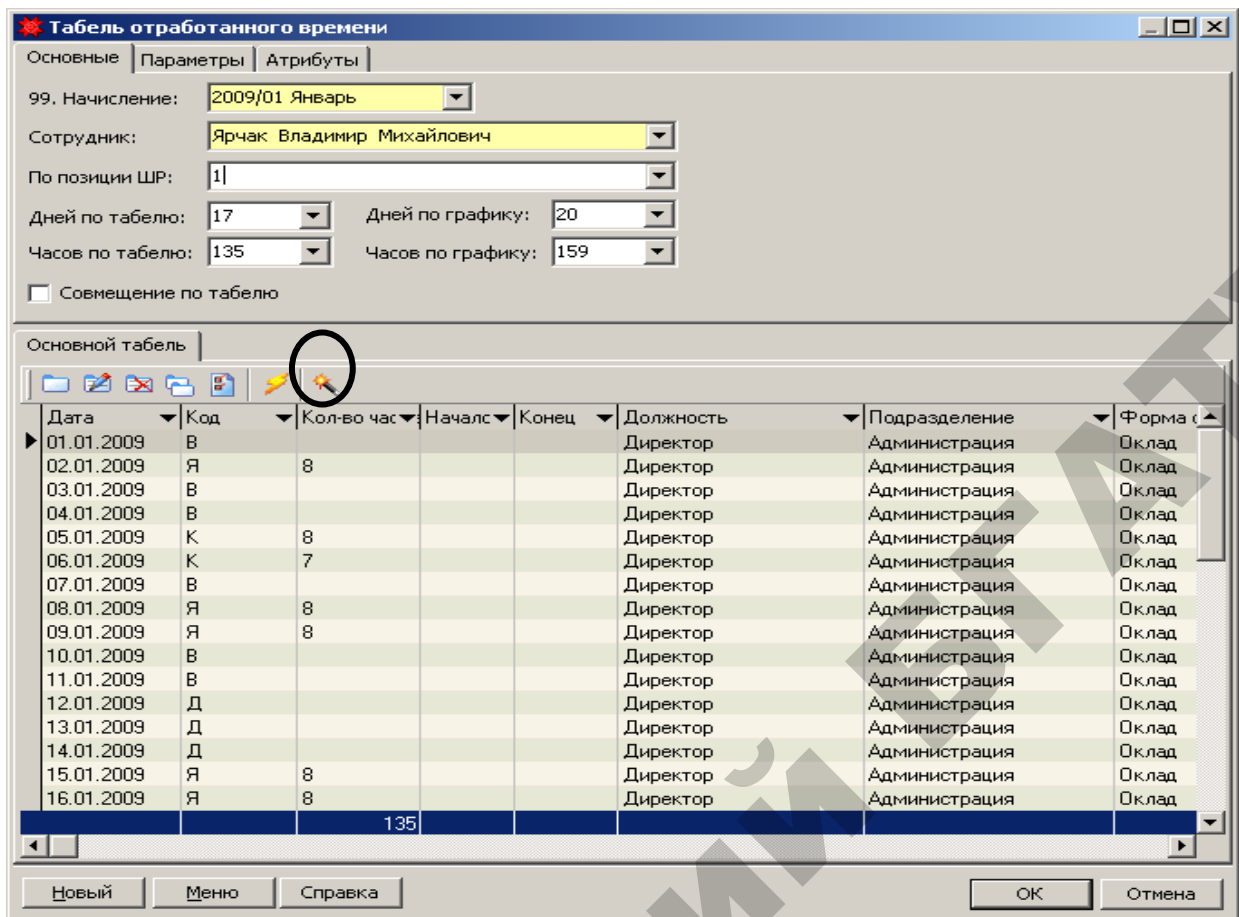 Табель отработанного времени
Основные Параметры Атрибуты
99. Начисление: 2009/01 Январь
Сотрудник: Ярчак Владимир Михайлович
По позиции ШР: 1
Дней по табелю: 17 Дней по графику: 20
Часов по табелю: 135 Часов по графику: 159
Совмещение по табелю
Основной табель
Дата Код Кол-во час Начало Конец Должность Подразделение Форма
01.01.2009 В Директор Администрация Оклад
02.01.2009 Я 8 Директор Администрация Оклад
03.01.2009 В Директор Администрация Оклад
04.01.2009 В Директор Администрация Оклад
05.01.2009 К 8 Директор Администрация Оклад
06.01.2009 К 7 Директор Администрация Оклад
07.01.2009 В Директор Администрация Оклад
08.01.2009 Я 8 Директор Администрация Оклад
09.01.2009 Я 8 Директор Администрация Оклад
10.01.2009 В Директор Администрация Оклад
11.01.2009 В Директор Администрация Оклад
12.01.2009 Д Директор Администрация Оклад
13.01.2009 Д Директор Администрация Оклад
14.01.2009 Д Директор Администрация Оклад
15.01.2009 Я 8 Директор Администрация Оклад
16.01.2009 Я 8 Директор Администрация Оклад
135
Новый Меню Справка ОК Отмена
ИЙ БГАТУ